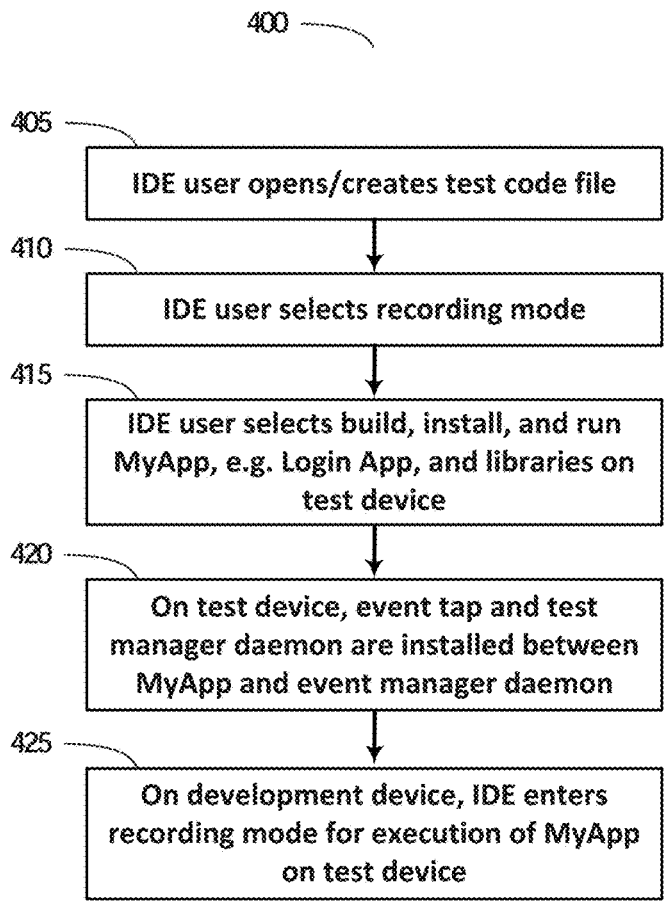 400
405
IDE user opens/creates test code file
410
IDE user selects recording mode
415
IDE user selects build, install, and run
MyApp, e.g. Login App, and libraries on
test device
420
On test device, event tap and test
manager daemon are installed between
MyApp and event manager daemon
425
On development device, IDE enters
recording mode for execution of MyApp
on test device